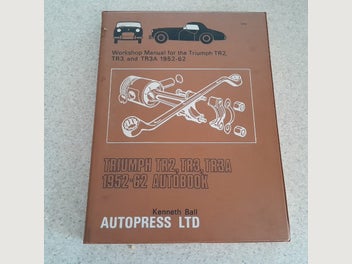 Workshop Manual for the Triumph TR2,
TR3, and TR3A 1952-62
TRIUMPH TR2, TR3, TR3A
1952-62 AUTOBOOK
Kenneth Ball
AUTOPRESS LTD